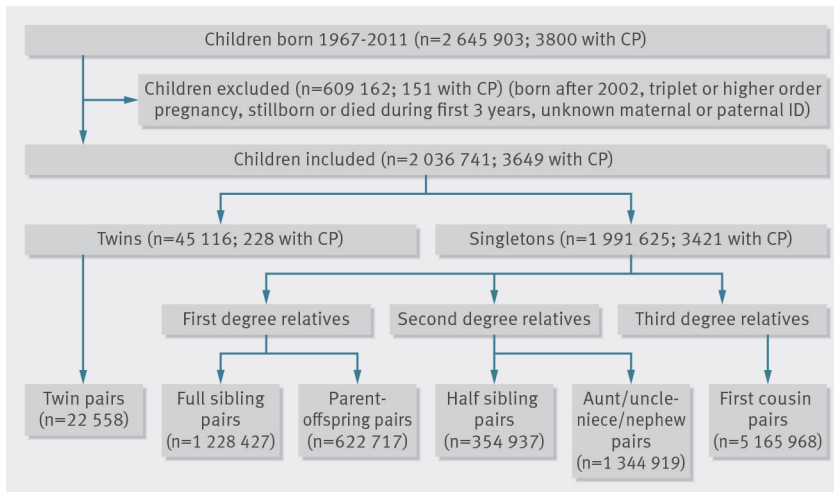 Children born 1967-2011 (n=2 645 903; 3800 with CP)
Children excluded (n=609 162; 151 with CP) (born after 2002, triplet or higher order
pregnancy, stillborn or died during first 3 years, unknown maternal or paternal ID)
Children included (n=2 036 741; 3649 with CP)
Twins (n=45 116; 228 with CP)
Singletons (n=1 991 625; 3421 with CP)
First degree relatives
Second degree relatives
Third degree relatives
Twin pairs
(n=22 558)
Full sibling
pairs
(n=1 228 427)
Parent-
offspring pairs
(n=622 717)
Half sibling
pairs
(n=354 937)
Aunt/uncle-
niece/nephew
pairs
(n=1 344 919)
First cousin
pairs
(n=5 165 968)